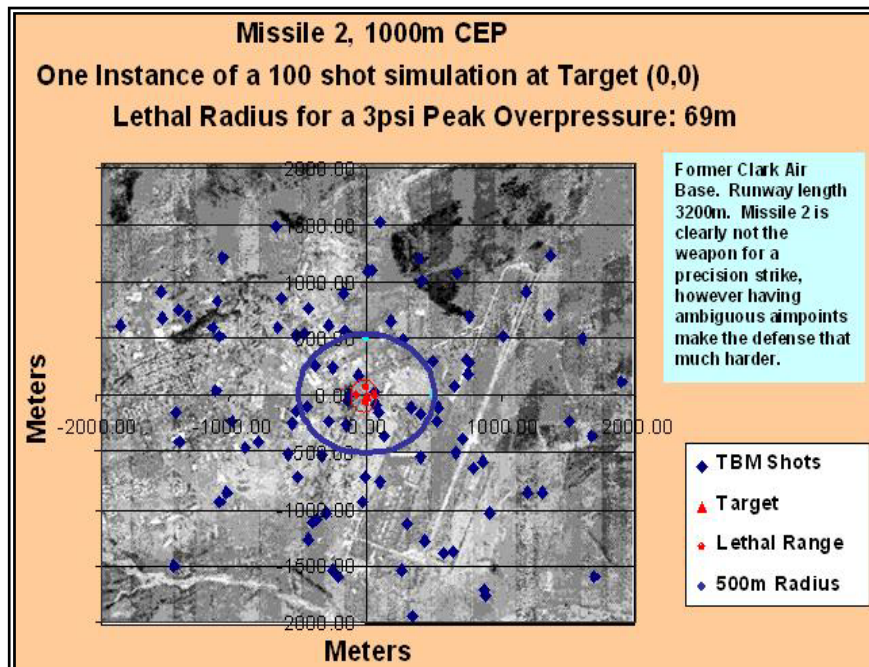 Missile 2, 1000m CEP
One Instance of a 100 shot simulation at Target (0,0)
Lethal Radius for a 3psi Peak Overpressure: 69m
2000.00
1500.00
1000.00
500.00
0.00
-2000.00
-1000.00
0.00
1000.00
2000.00
-500.00
-1000.00
-1500.00
-2000.00
Meters
Meters
Former Clark Air
Base. Runway length
3200m. Missile 2 is
clearly not the
weapon for a
precision strike,
however having
ambiguous aimpoints
make the defense that
much harder.
TBM Shots
Target
Lethal Range
500m Radius